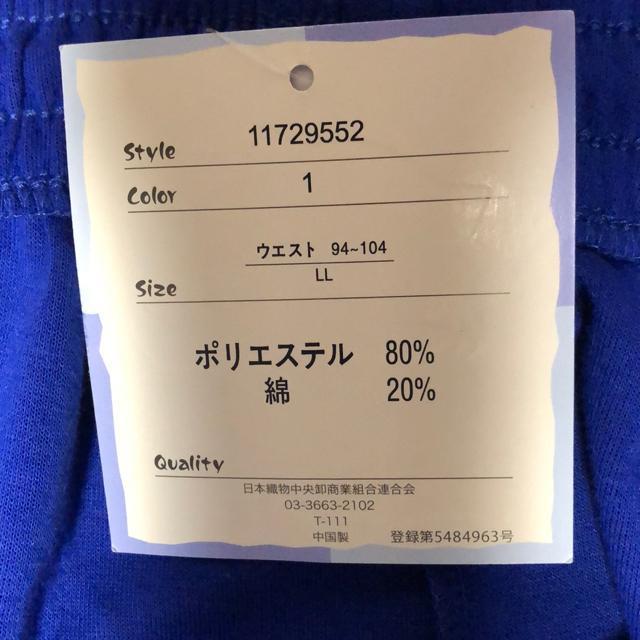 Style 11729552
Color 1
ウエスト 94~104
Size LL
ポリエステル 80%
綿 20%
Quality
日本織物中央卸商業組合連合会
03-3663-2102
T-111
中国製 登録第5484963号